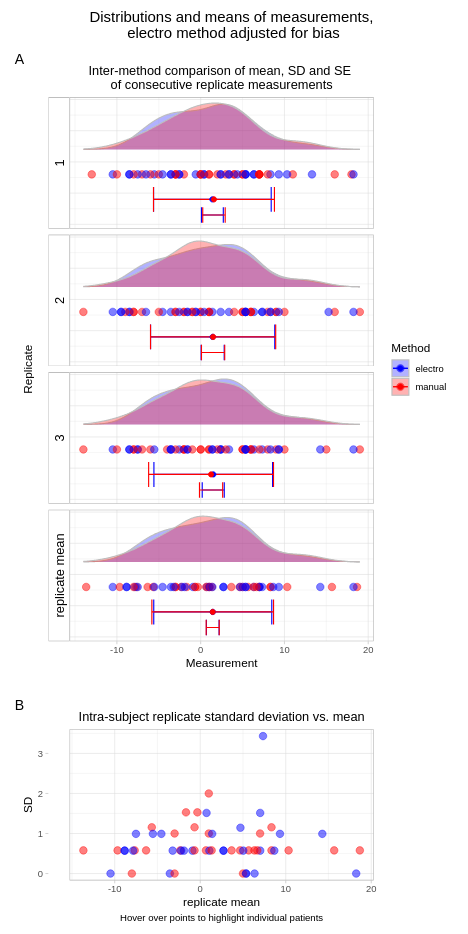 Distributions and means of measurements,
electro method adjusted for bias
A
Inter-method comparison of mean, SD and SE
of consecutive replicate measurements
Replicate
1
2
3
replicate mean
-10 0 10 20
Measurement
Method
electro
manual
B
Intra-subject replicate standard deviation vs. mean
SD
3
2
1
0
-10 0 10 20
replicate mean
Hover over points to highlight individual patients